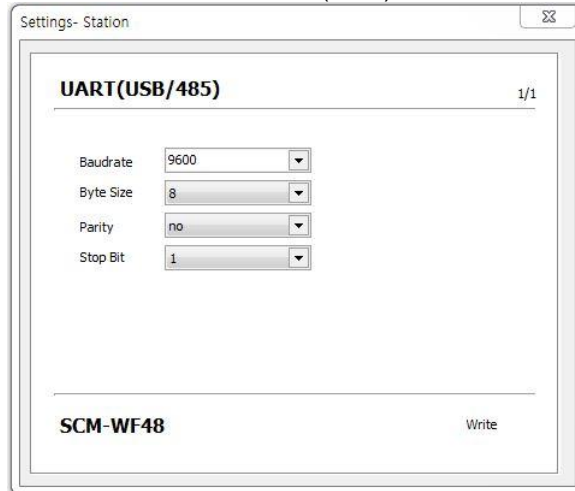 Settings- Station
UART(USB/485)
1/1
Baudrate 9600
Byte Size 8
Parity no
Stop Bit 1
SCM-WF48
Write